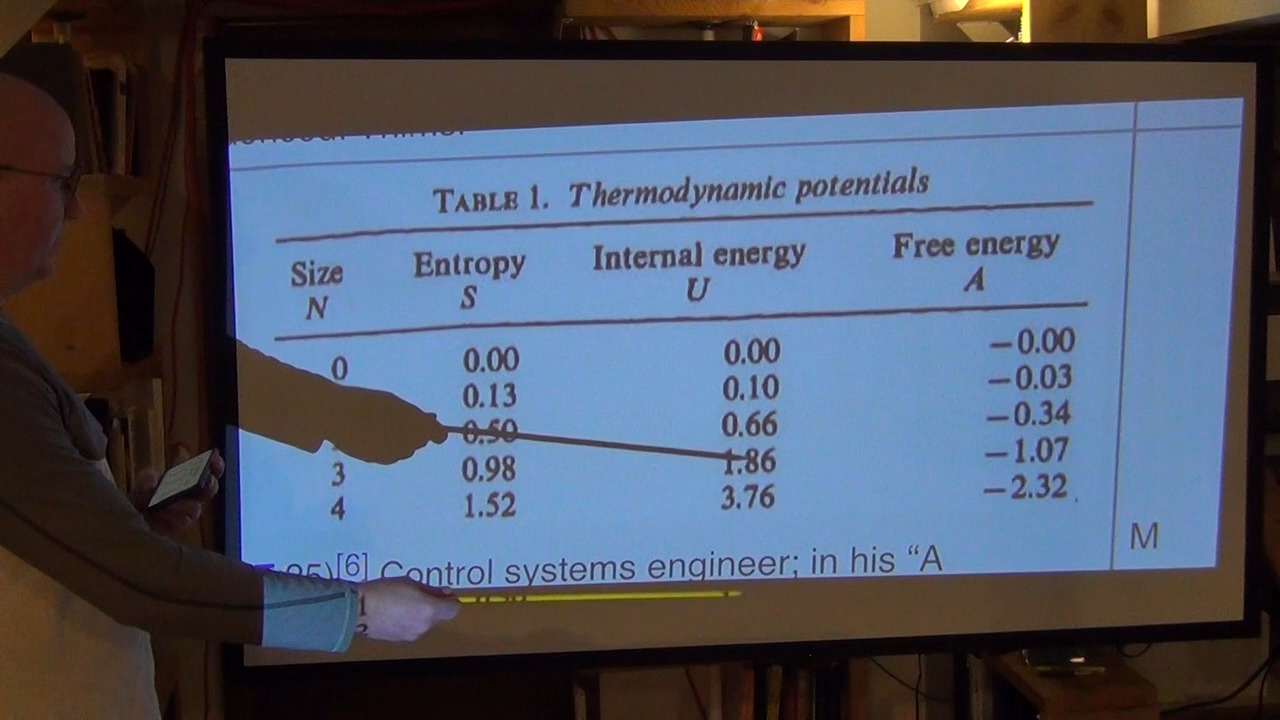 TABLE 1. Thermodynamic potentials
Size Entropy Internal energy Free energy
N S U A
0 0.00 0.00 −0.00
0.13 0.10 −0.03
0.50 0.66 −0.34
3 0.98 1.86 −1.07
4 1.52 3.76 −2.32
[6] Control systems engineer; in his “A
M